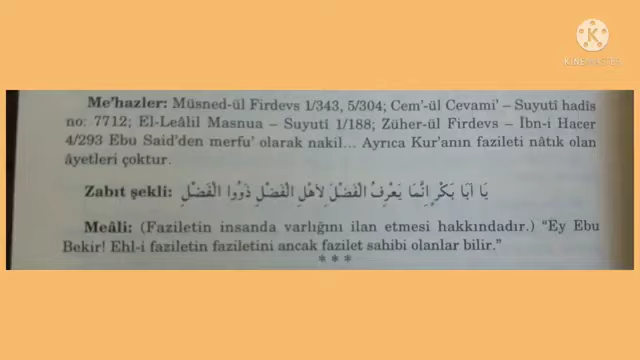 KINEMASTER
Me'hazler: Müsned-ül Firdevs 1/343, 5/304; Cem'-ül Cevami' – Suyutî hadîs
no: 7712; El-Leâlil Masnua – Suyutî 1/188; Züher-ül Firdevs – İbn-i Hacer
4/293 Ebu Said'den merfu' olarak nakil... Ayrıca Kur'anın fazileti nâtık olan
âyetleri çoktur.
Zabıt şekli: يَا اَبَا بَكْرٍ اِنَّمَا يَعْرِفُ الْفَضْلَ لِاَهْلِ الْفَضْلِ ذَوُوا الْفَضْلِ
Meâli: (Faziletin insanda varlığını ilan etmesi hakkındadır.) "Ey Ebu
Bekir! Ehl-i faziletin faziletini ancak fazilet sahibi olanlar bilir."
***